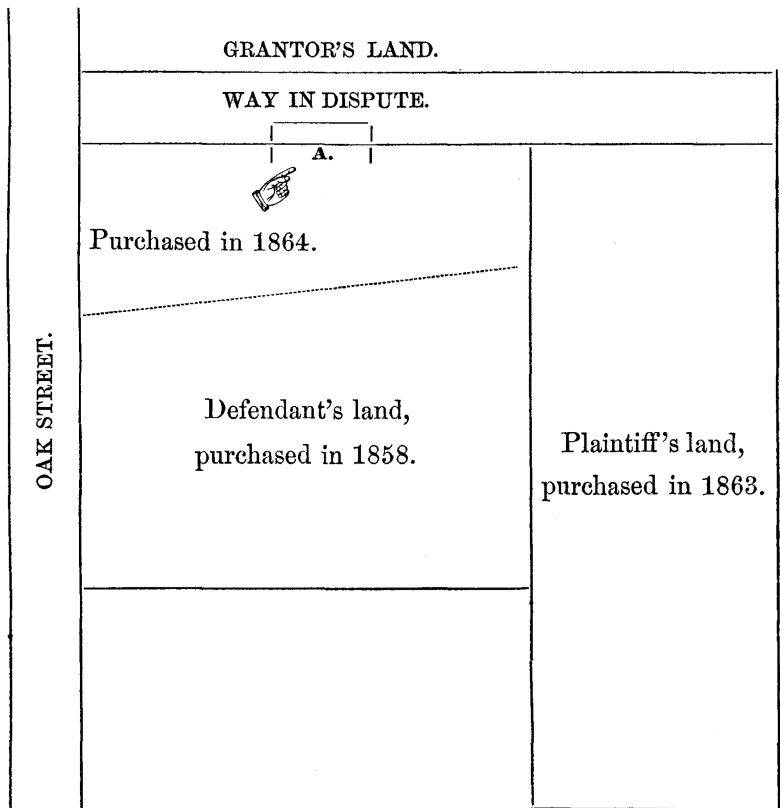 GRANTOR'S LAND.
WAY IN DISPUTE.
A.
Purchased in 1864.
OAK STREET.
Defendant's land,
purchased in 1858.
Plaintiff's land,
purchased in 1863.